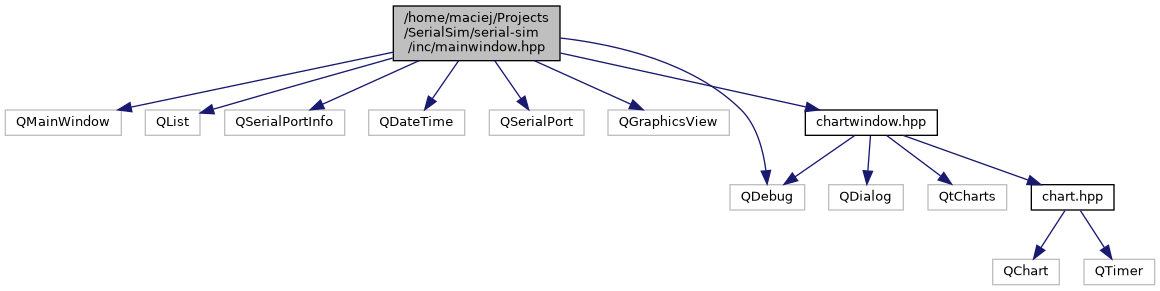 /home/maciej/Projects
/SerialSim/serial-sim
/inc/mainwindow.hpp
QMainWindow
QList
QSerialPortInfo
QDateTime
QSerialPort
QGraphicsView
chartwindow.hpp
QDebug
QDialog
QtCharts
chart.hpp
QChart
QTimer